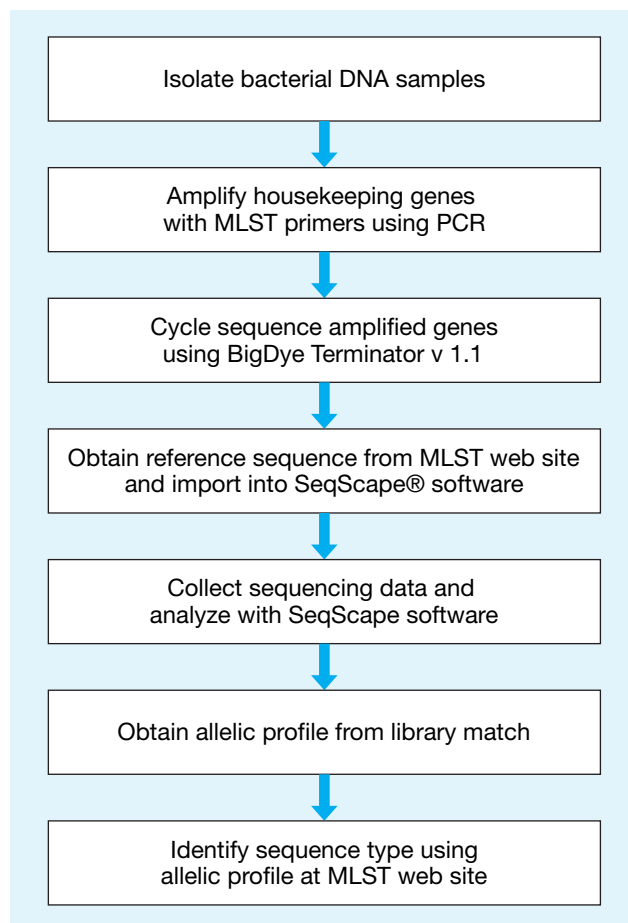 Isolate bacterial DNA samples
Amplify housekeeping genes
with MLST primers using PCR
Cycle sequence amplified genes
using BigDye Terminator v 1.1
Obtain reference sequence from MLST web site
and import into SeqScape® software
Collect sequencing data and
analyze with SeqScape software
Obtain allelic profile from library match
Identify sequence type using
allelic profile at MLST web site